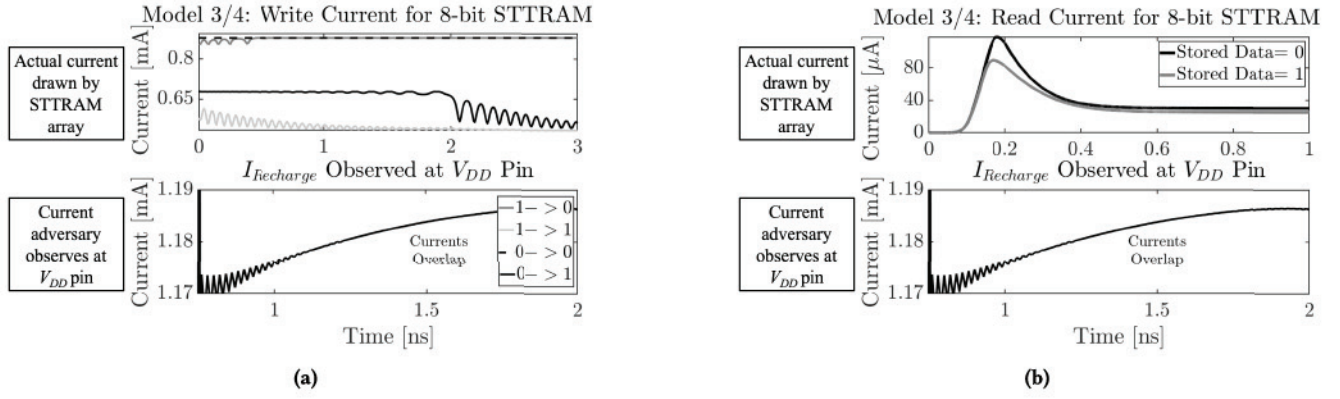 Model 3/4: Write Current for 8-bit STTRAM
Actual current
drawn by
STTRAM
array
Current [mA]
0.8
0.65
0
1
2
3
I_Recharge Observed at V_DD Pin
Current
adversary
observes at
V_DD pin
Current [mA]
1.19
1.18
1.17
1
1.5
2
Time [ns]
Currents
Overlap
1− > 0
1− > 1
0− > 0
0− > 1
(a)
Model 3/4: Read Current for 8-bit STTRAM
Actual current
drawn by
STTRAM
array
Current [μA]
80
40
0
0
0.2
0.4
0.6
0.8
1
Stored Data= 0
Stored Data= 1
I_Recharge Observed at V_DD Pin
Current
adversary
observes at
V_DD pin
Current [mA]
1.19
1.18
1.17
1
1.5
2
Time [ns]
Currents
Overlap
(b)